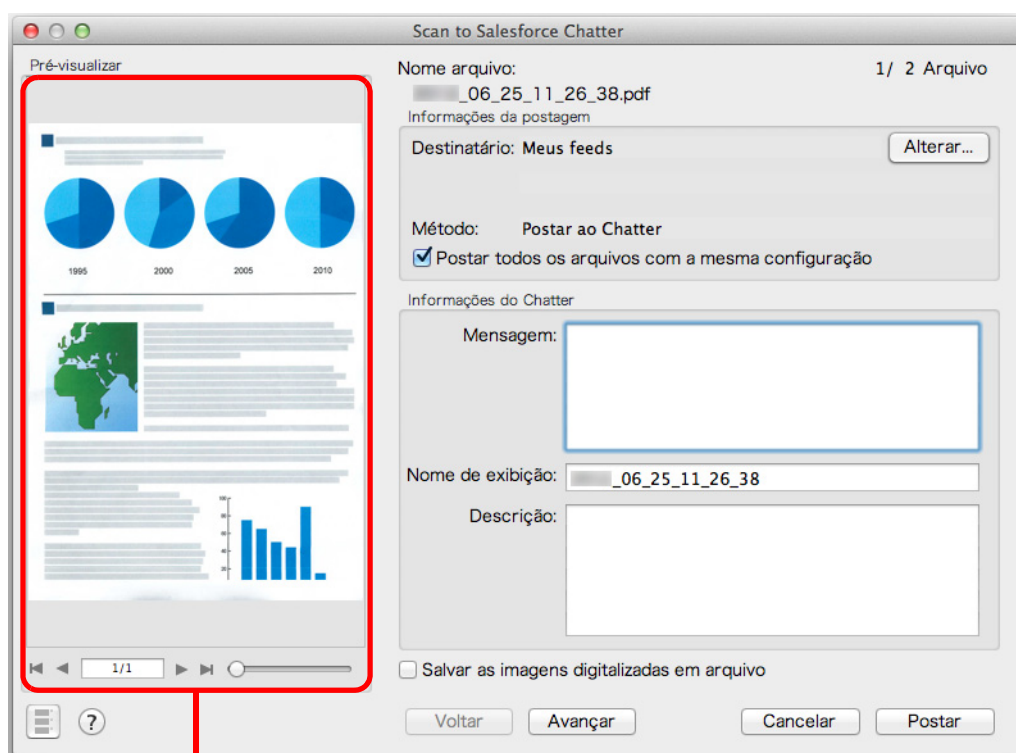 Scan to Salesforce Chatter
Pré-visualizar
1995 2000 2005 2010
1/1
?
Nome arquivo: 1/ 2 Arquivo
_06_25_11_26_38.pdf
Informações da postagem
Destinatário: Meus feeds Alterar...
Método: Postar ao Chatter
Postar todos os arquivos com a mesma configuração
Informações do Chatter
Mensagem:
Nome de exibição: _06_25_11_26_38
Descrição:
Salvar as imagens digitalizadas em arquivo
Voltar Avançar Cancelar Postar